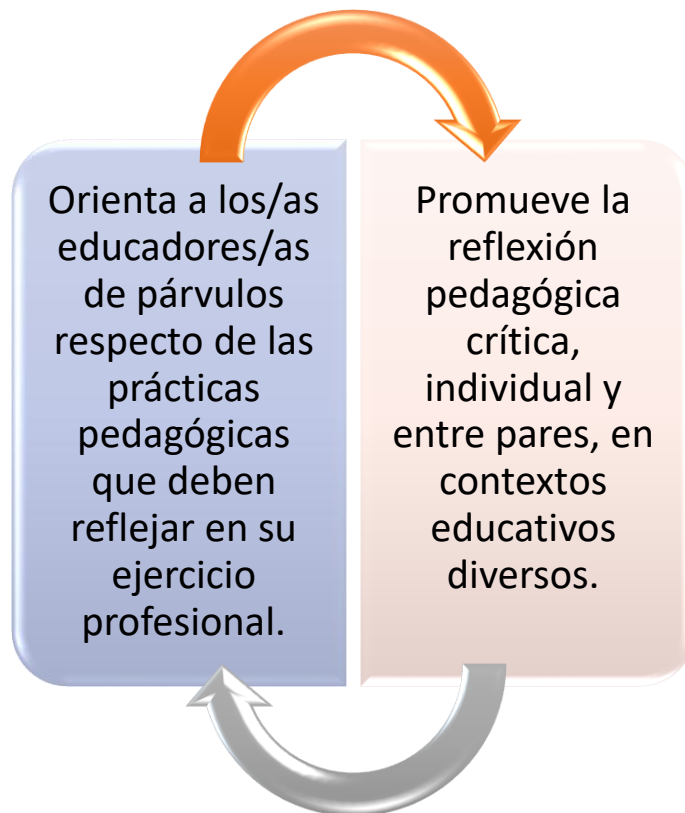 Orienta a los/as
educadores/as
de párvulos
respecto de las
prácticas
pedagógicas
que deben
reflejar en su
ejercicio
profesional.
Promueve la
reflexión
pedagógica
crítica,
individual y
entre pares, en
contextos
educativos
diversos.